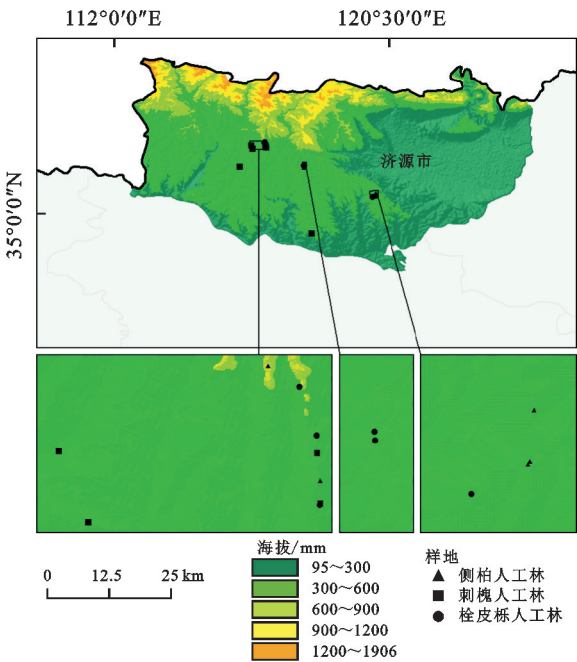 112°0′0″E
120°30′0″E
35°0′0″N
济源市
0 12.5 25 km
海拔/mm
95～300
300～600
600～900
900～1200
1200～1906
样地
▲ 侧柏人工林
■ 刺槐人工林
● 栓皮栎人工林